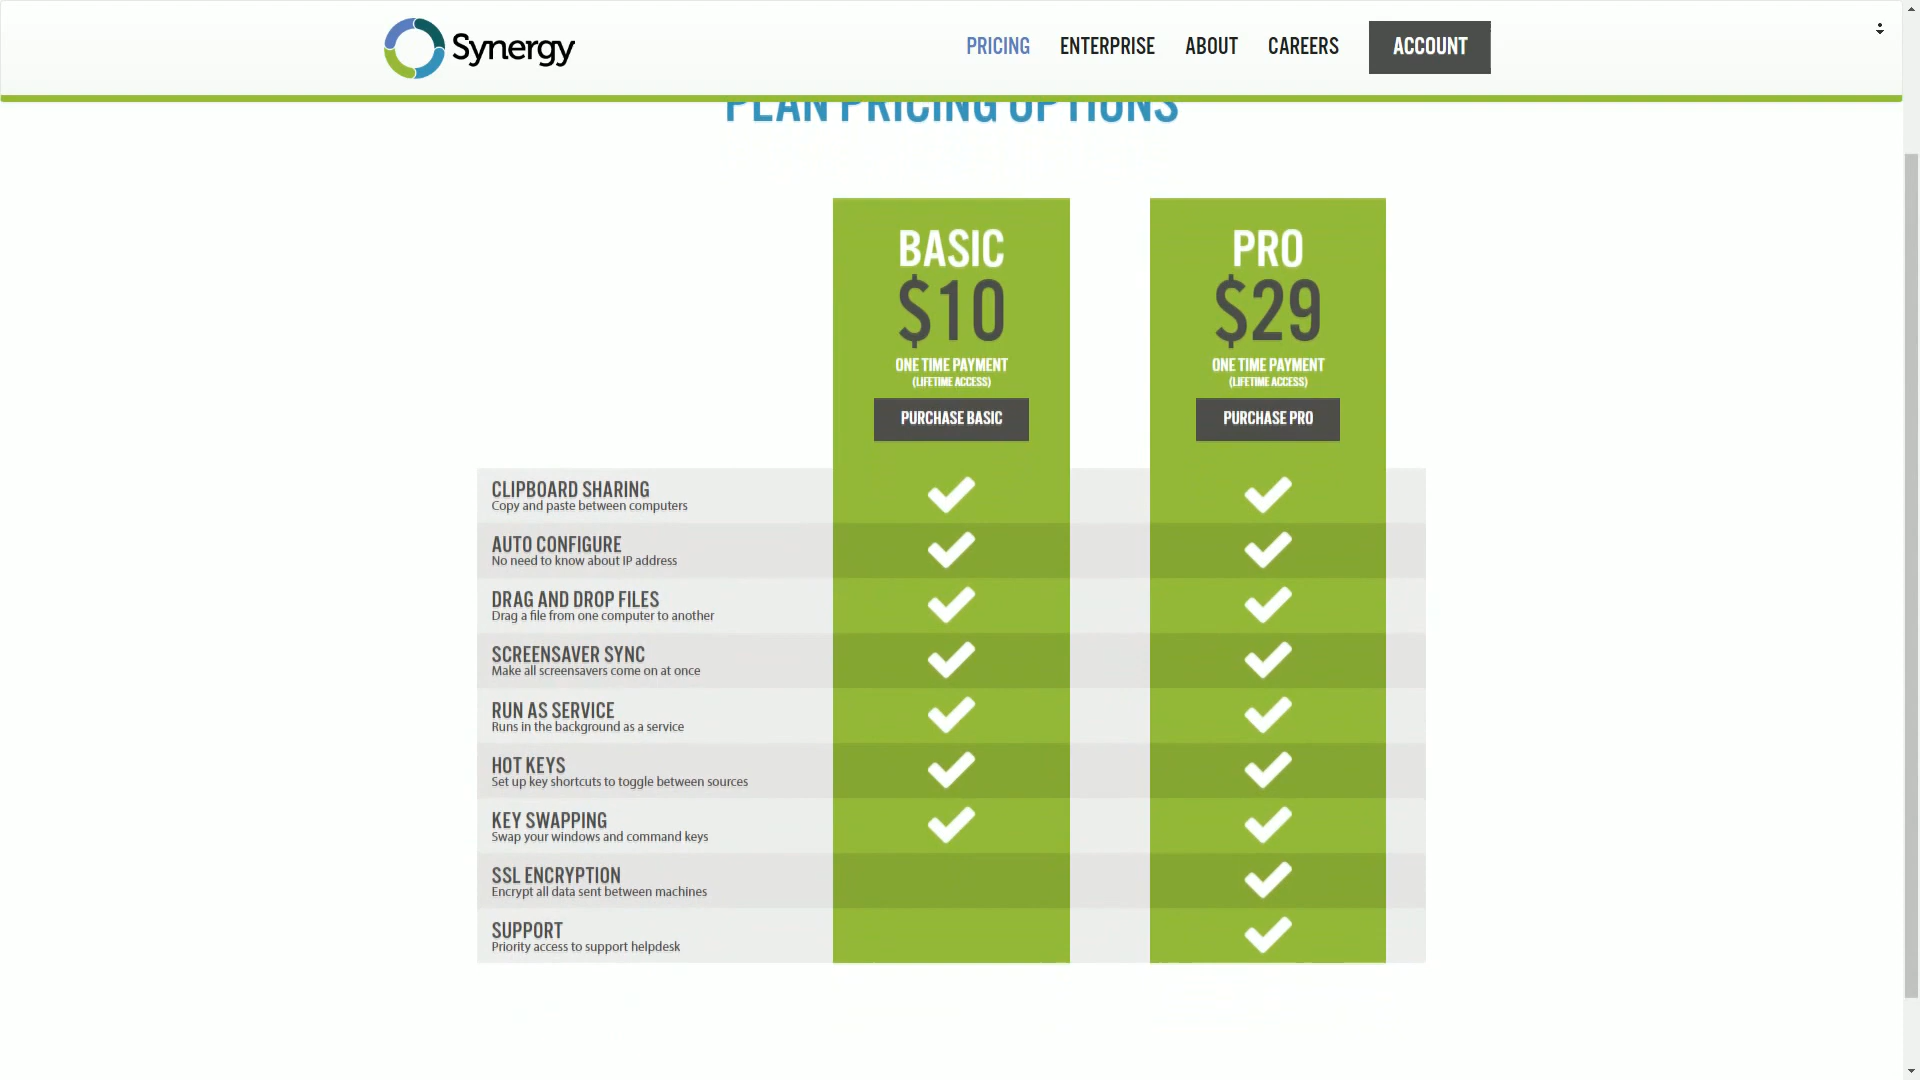 Synergy
PRICING ENTERPRISE ABOUT CAREERS ACCOUNT
PLAN PRICING OPTIONS
BASIC
$10
ONE TIME PAYMENT
(LIFETIME ACCESS)
PURCHASE BASIC
PRO
$29
ONE TIME PAYMENT
(LIFETIME ACCESS)
PURCHASE PRO
CLIPBOARD SHARING
Copy and paste between computers
AUTO CONFIGURE
No need to know about IP address
DRAG AND DROP FILES
Drag a file from one computer to another
SCREENSAVER SYNC
Make all screensavers come on at once
RUN AS SERVICE
Runs in the background as a service
HOT KEYS
Set up key shortcuts to toggle between sources
KEY SWAPPING
Swap your windows and command keys
SSL ENCRYPTION
Encrypt all data sent between machines
SUPPORT
Priority access to support helpdesk